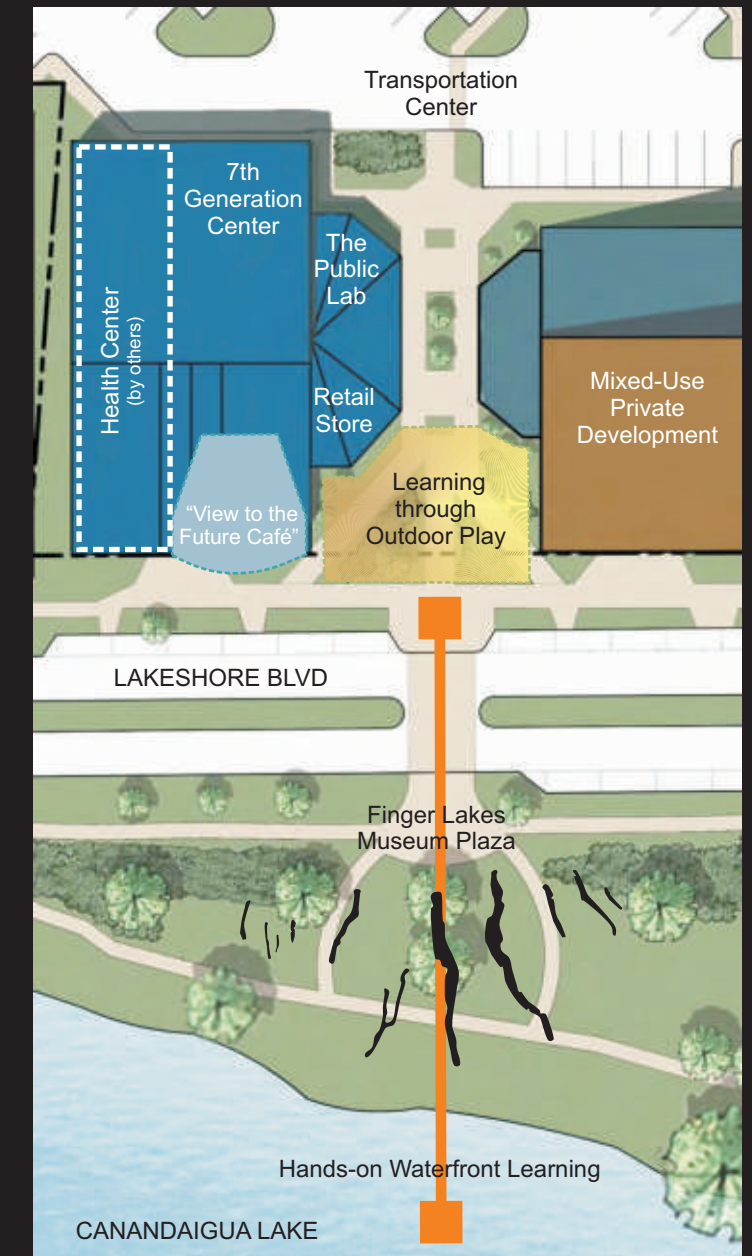 Transportation
Center
7th
Generation
Center
The
Public
Lab
Health Center
(by others)
Retail
Store
Mixed-Use
Private
Development
Learning
through
Outdoor Play
“View to the
Future Café”
LAKESHORE BLVD
Finger Lakes
Museum Plaza
Hands-on Waterfront Learning
CANANDAIGUA LAKE